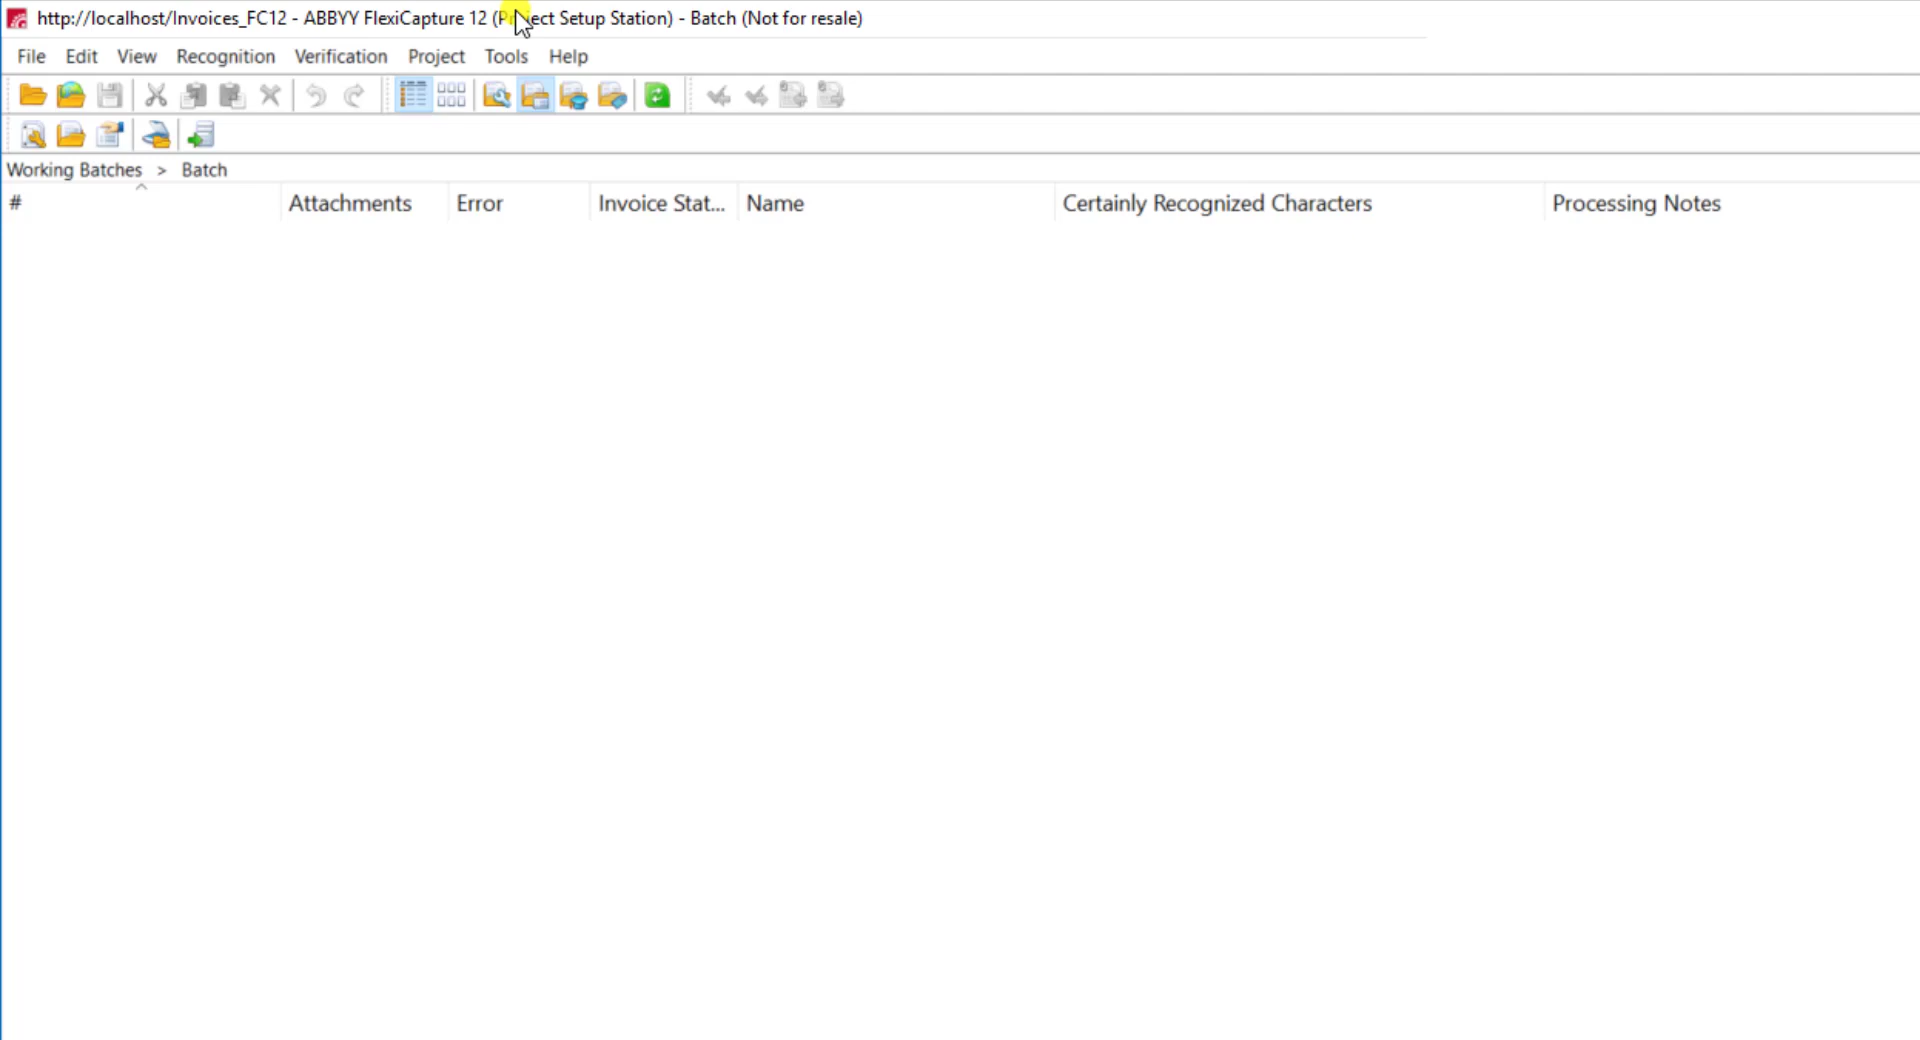 http://localhost/Invoices_FC12 - ABBYY FlexiCapture 12 (Project Setup Station) - Batch (Not for resale)
File Edit View Recognition Verification Project Tools Help
Working Batches > Batch
# Attachments Error Invoice Stat... Name Certainly Recognized Characters Processing Notes